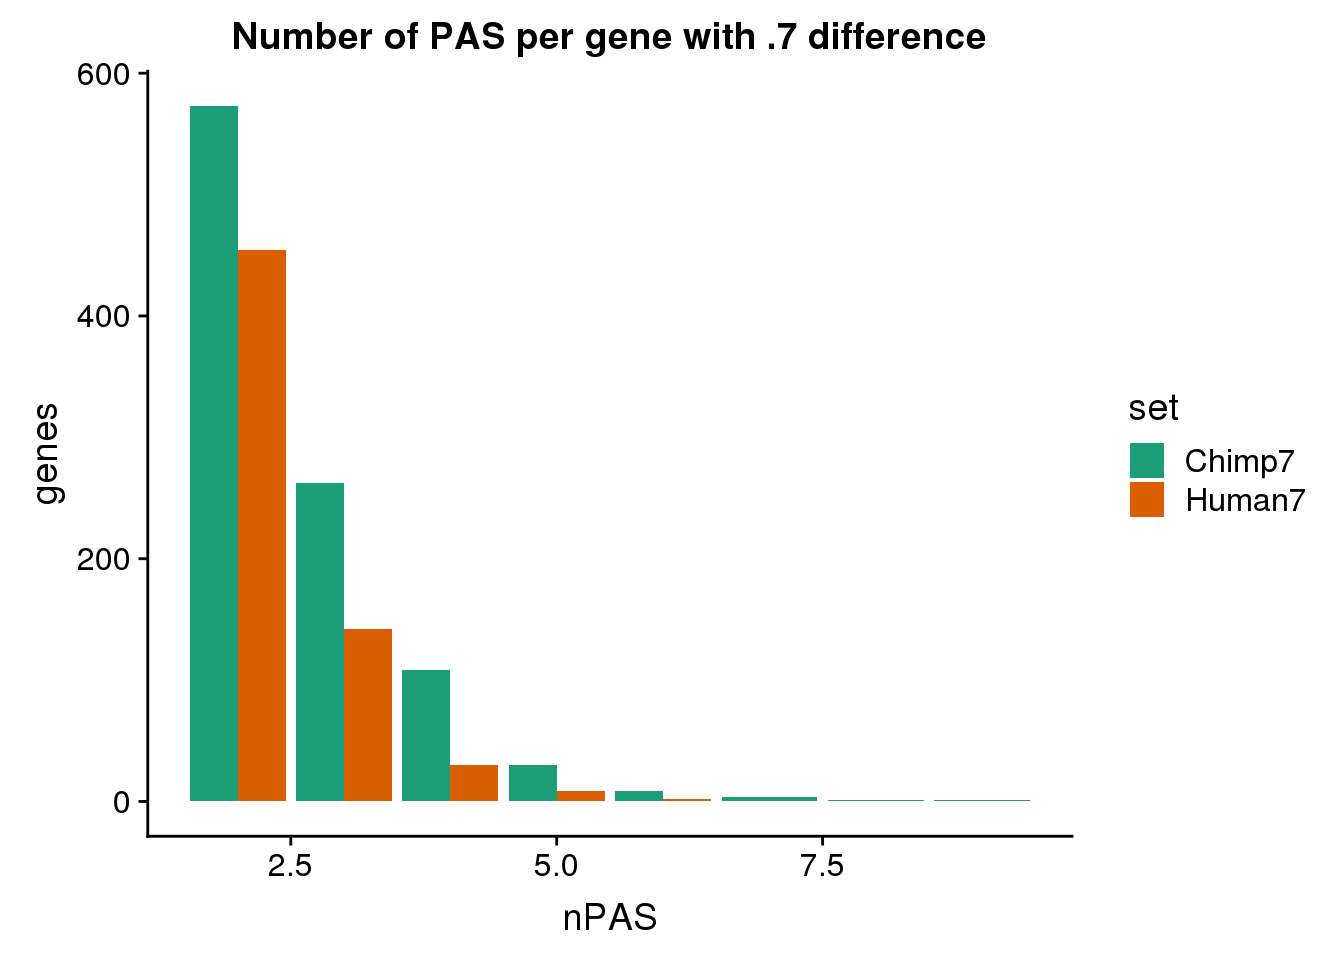 Number of PAS per gene with .7 difference
600
400
200
0
genes
2.5 5.0 7.5
nPAS
set
Chimp7
Human7